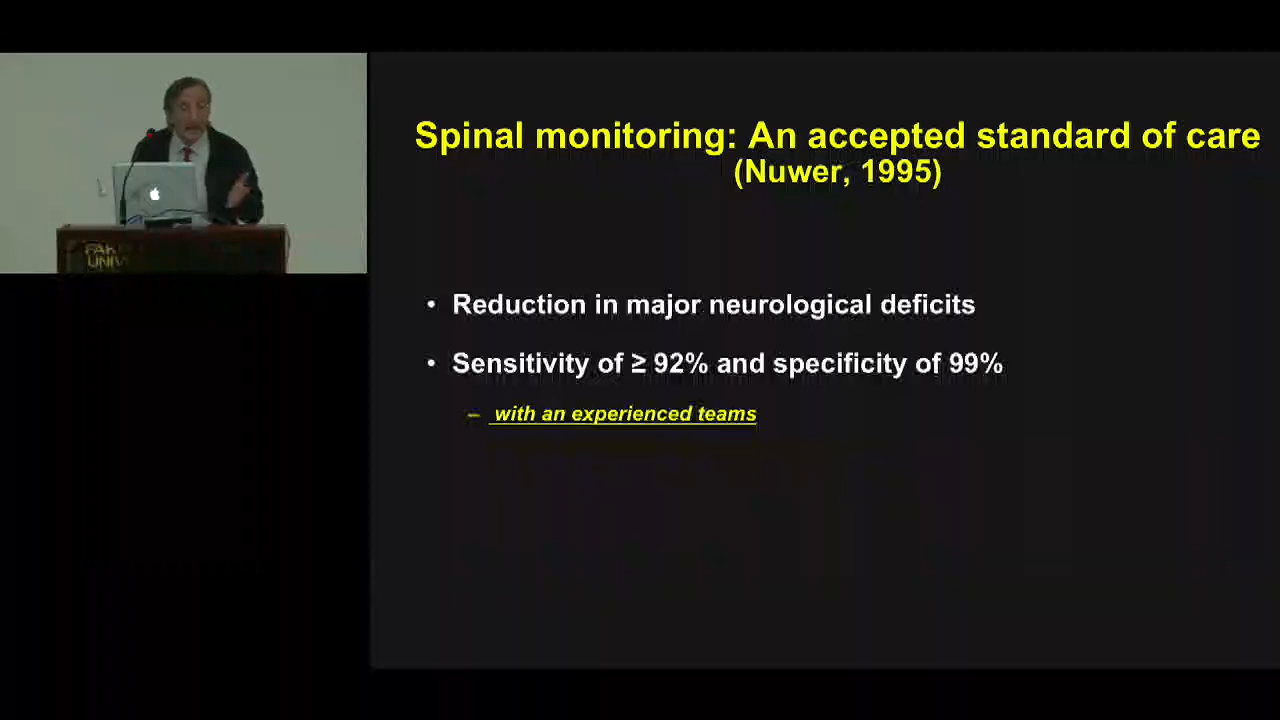 Spinal monitoring: An accepted standard of care
(Nuwer, 1995)
• Reduction in major neurological deficits
• Sensitivity of ≥ 92% and specificity of 99%
– with an experienced teams